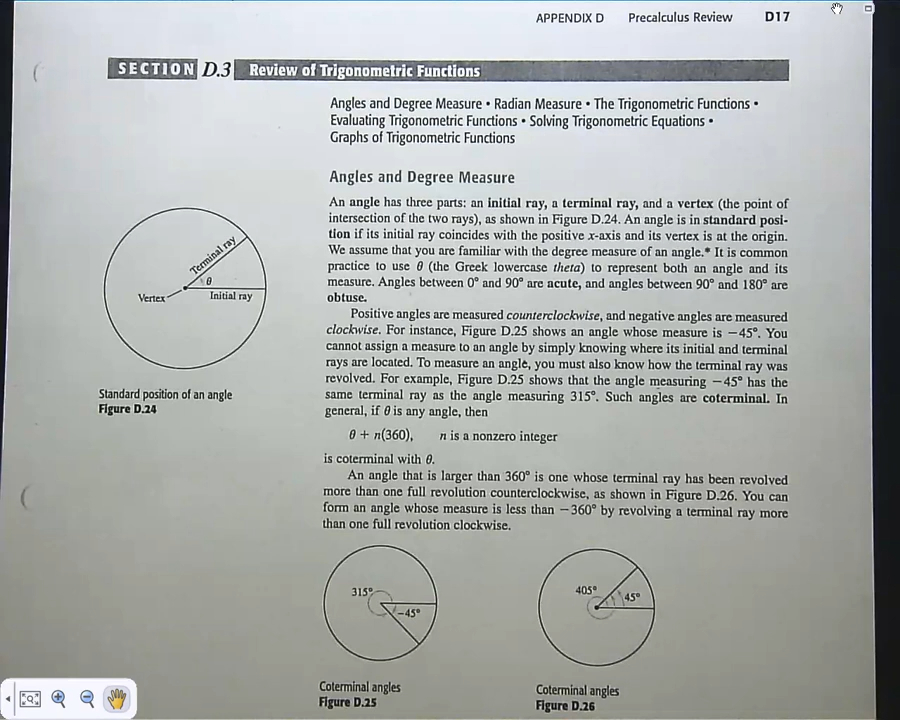 APPENDIX D Precalculus Review D17
SECTION D.3 Review of Trigonometric Functions
Angles and Degree Measure • Radian Measure • The Trigonometric Functions •
Evaluating Trigonometric Functions • Solving Trigonometric Equations •
Graphs of Trigonometric Functions
Angles and Degree Measure
An angle has three parts: an initial ray, a terminal ray, and a vertex (the point of
intersection of the two rays), as shown in Figure D.24. An angle is in standard posi-
tion if its initial ray coincides with the positive x-axis and its vertex is at the origin.
We assume that you are familiar with the degree measure of an angle.* It is common
practice to use θ (the Greek lowercase theta) to represent both an angle and its
measure. Angles between 0° and 90° are acute, and angles between 90° and 180° are
obtuse.
Positive angles are measured counterclockwise, and negative angles are measured
clockwise. For instance, Figure D.25 shows an angle whose measure is −45°. You
cannot assign a measure to an angle by simply knowing where its initial and terminal
rays are located. To measure an angle, you must also know how the terminal ray was
revolved. For example, Figure D.25 shows that the angle measuring −45° has the
same terminal ray as the angle measuring 315°. Such angles are coterminal. In
general, if θ is any angle, then
θ + n(360), n is a nonzero integer
is coterminal with θ.
An angle that is larger than 360° is one whose terminal ray has been revolved
more than one full revolution counterclockwise, as shown in Figure D.26. You can
form an angle whose measure is less than −360° by revolving a terminal ray more
than one full revolution clockwise.
Terminal ray
θ
Vertex
Initial ray
Standard position of an angle
Figure D.24
315°
−45°
Coterminal angles
Figure D.25
405°
45°
Coterminal angles
Figure D.26